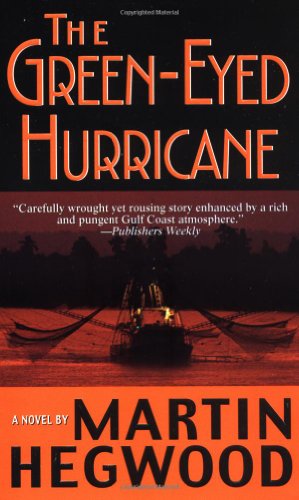 THE
GREEN-EYED
HURRICANE
“Carefully wrought yet rousing story enhanced by a rich
and pungent Gulf Coast atmosphere.”
—Publishers Weekly
A NOVEL BY
MARTIN
HEGWOOD